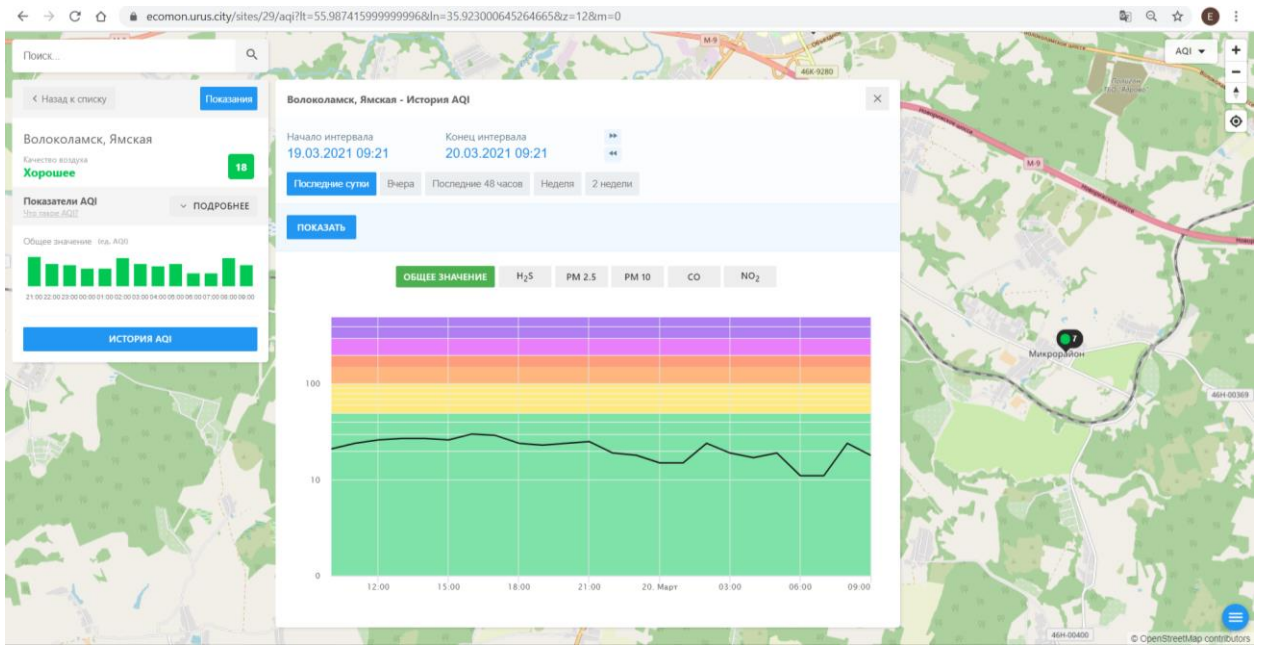 ecomon.urus.city/sites/29/aqi?lt=55.987415999999996&ln=35.923000645264665&z=12&m=0
E
Поиск...
М-9
46К-9280
AQI
+
−
Назад к списку
Показания
Волоколамск, Ямская
Качество воздуха
Хорошее
18
Показатели AQI
Что такое AQI?
ПОДРОБНЕЕ
Общее значение (ед. AQI)
21:00 22:00 23:00 00:00 01:00 02:00 03:00 04:00 05:00 06:00 07:00 08:00 09:00
ИСТОРИЯ AQI
Волоколамск, Ямская - История AQI
Начало интервала
Конец интервала
19.03.2021 09:21
20.03.2021 09:21
Последние сутки
Вчера
Последние 48 часов
Неделя
2 недели
ПОКАЗАТЬ
ОБЩЕЕ ЗНАЧЕНИЕ
H₂S
PM 2.5
PM 10
CO
NO₂
100
10
0
12:00
15:00
18:00
21:00
20. Март
03:00
06:00
09:00
М-9
Новорижское шоссе
7
Микрорайон
46Н-00369
46Н-00400
© OpenStreetMap contributors